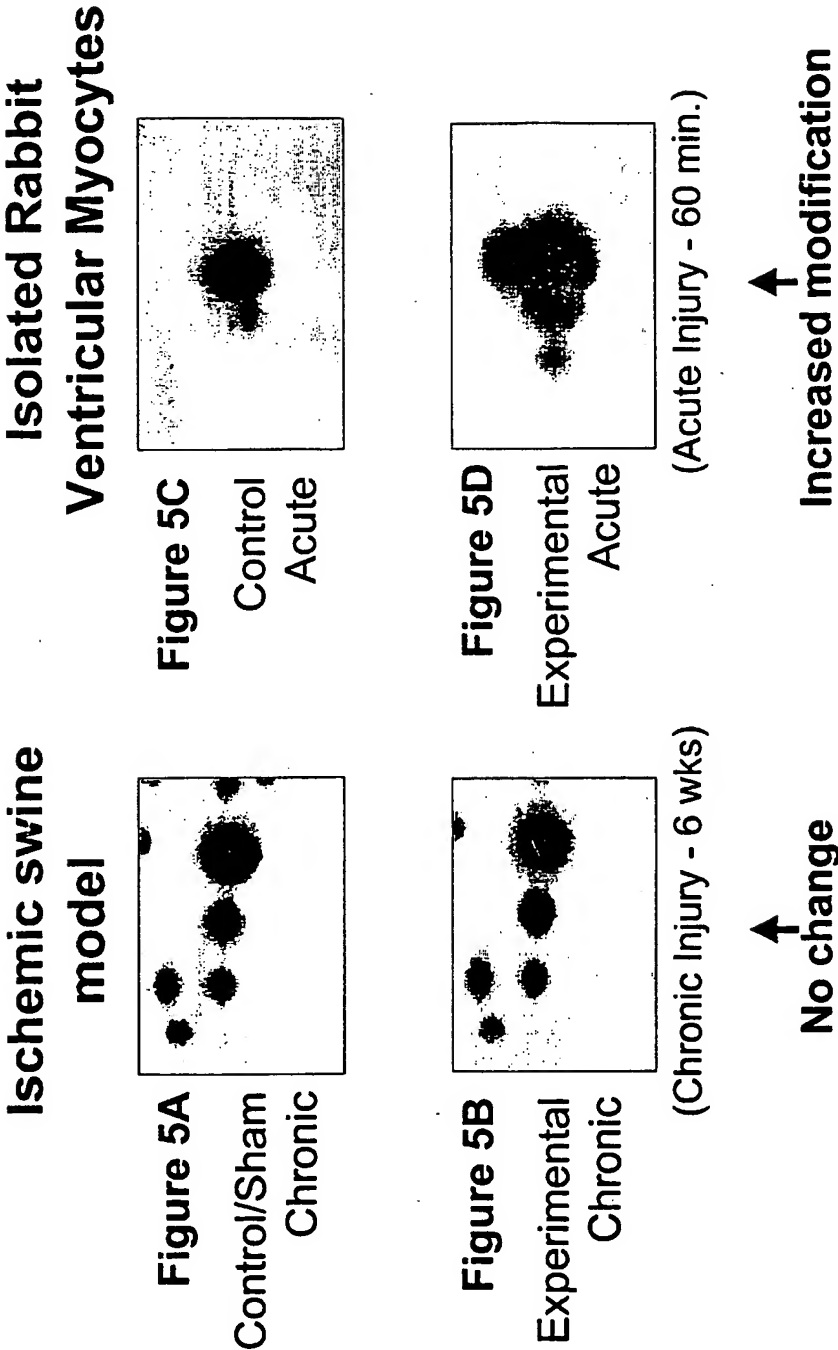 Ischemic swine
model
Figure 5A
Control/Sham
Chronic
Figure 5B
Experimental
Chronic
(Chronic Injury - 6 wks)
No change
Isolated Rabbit
Ventricular Myocytes
Figure 5C
Control
Acute
Figure 5D
Experimental
Acute
(Acute Injury - 60 min.)
Increased modification